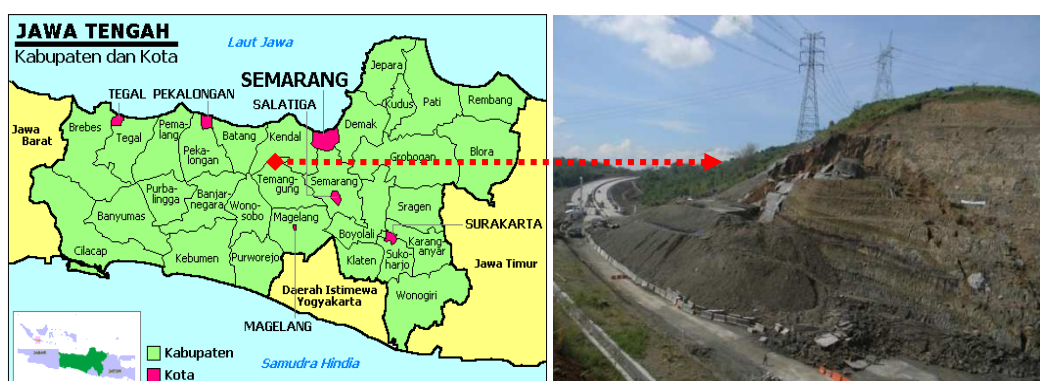 JAWA TENGAH
Kabupaten dan Kota
Laut Jawa
SEMARANG
TEGAL PEKALONGAN
SALATIGA
Jepara
Kudus
Pati
Rembang
Jawa
Barat
Brebes
Tegal
Pema-
lang
Peka-
longan
Batang
Kendal
Demak
Grobogan
Blora
Temang-
gung
Semarang
Purba-
lingga
Banjar-
negara
Wono-
sobo
Magelang
Sragen
Banyumas
Boyolali
SURAKARTA
Cilacap
Kebumen
Purworejo
Klaten
Suko-
harjo
Karang-
anyar
Jawa Timur
Daerah Istimewa
Yogyakarta
Wonogiri
MAGELANG
Kabupaten
Kota
Samudra Hindia